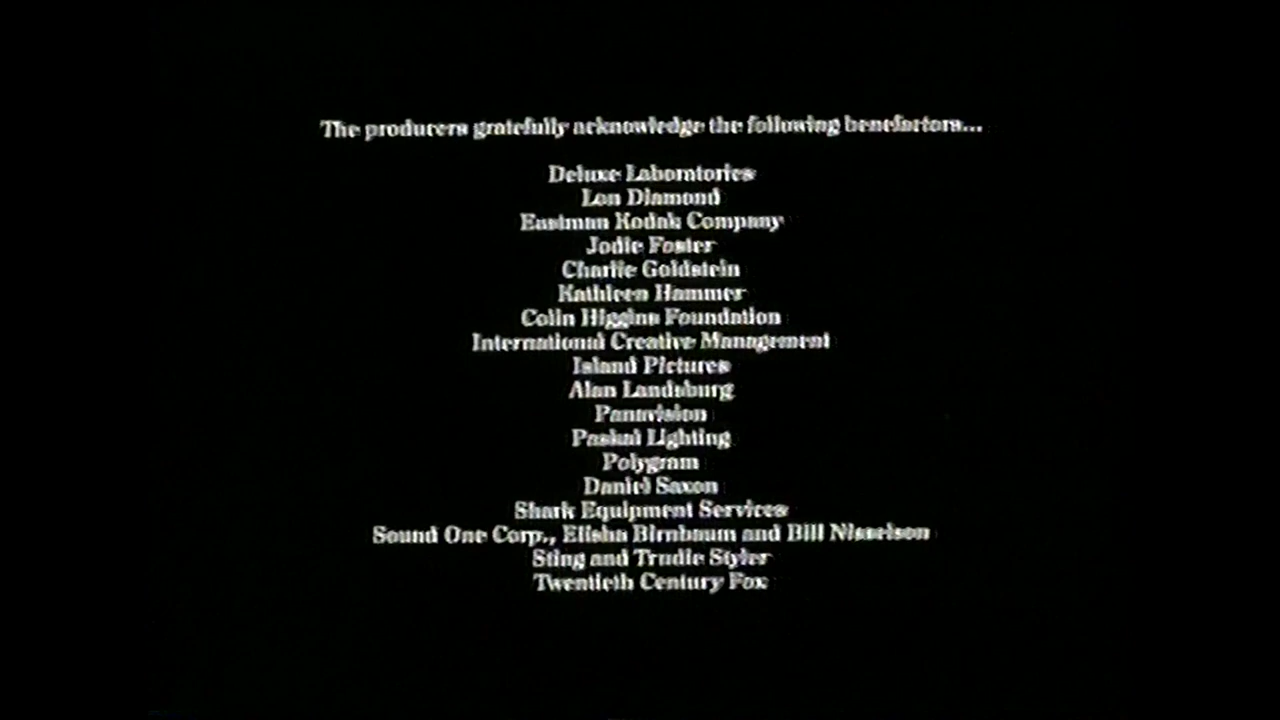 The producers gratefully acknowledge the following benefactors...
Deluxe Laboratories
Lon Diamond
Eastman Kodak Company
Jodie Foster
Charlie Goldstein
Kathleen Hammer
Colin Higgins Foundation
International Creative Management
Island Pictures
Alan Landsburg
Panavision
Paskal Lighting
Polygram
Daniel Saxon
Shark Equipment Services
Sound One Corp., Elisha Birnbaum and Bill Nisselson
Sting and Trudie Styler
Twentieth Century Fox